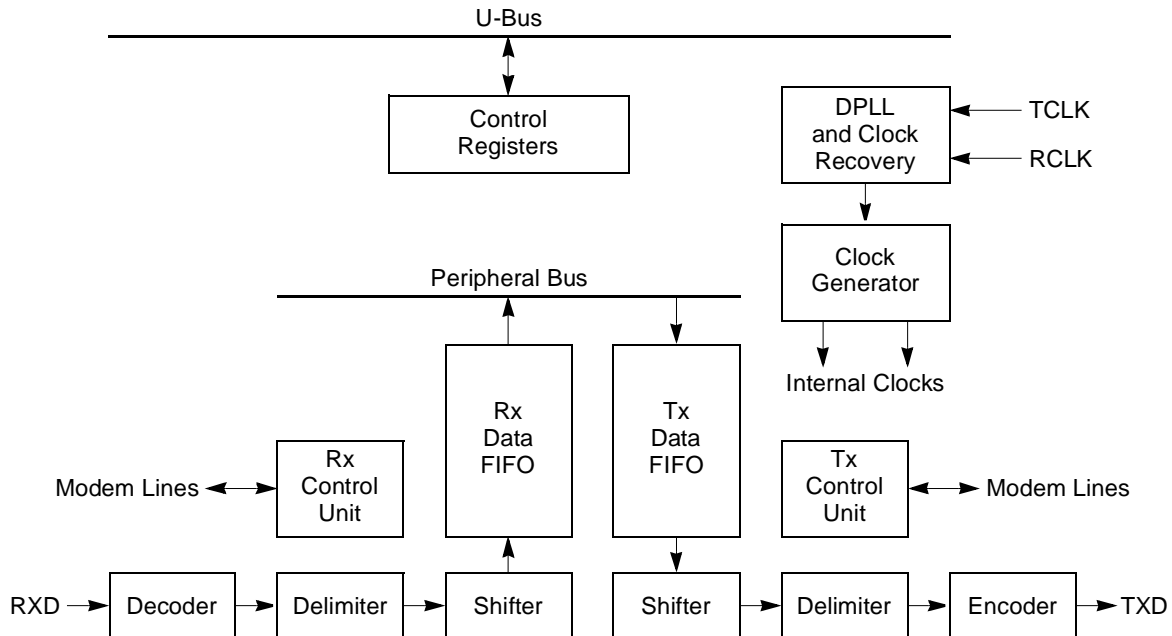 U-Bus
Control
Registers
DPLL
and Clock
Recovery
TCLK
RCLK
Clock
Generator
Internal Clocks
Peripheral Bus
Rx
Data
FIFO
Tx
Data
FIFO
Modem Lines
Rx
Control
Unit
Tx
Control
Unit
Modem Lines
RXD
Decoder
Delimiter
Shifter
Shifter
Delimiter
Encoder
TXD